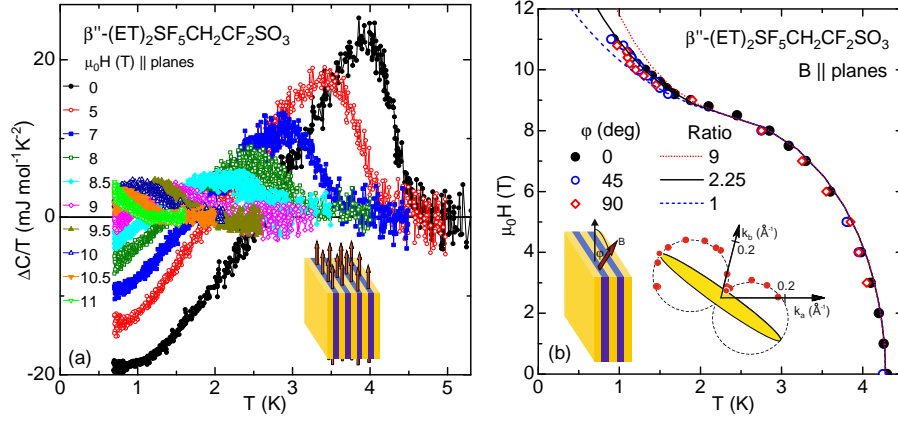 β''-(ET)₂SF₅CH₂CF₂SO₃
μ₀H (T) || planes
0
5
7
8
8.5
9
9.5
10
10.5
11
20
0
-20
ΔC/T (mJ mol⁻¹K⁻²)
(a)
0 1 2 3 4 5
T (K)
β''-(ET)₂SF₅CH₂CF₂SO₃
B || planes
φ (deg)
0
45
90
Ratio
9
2.25
1
12
10
8
6
4
2
0
μ₀H (T)
B
φ
k_b (Å⁻¹)
0.2
0.2
k_a (Å⁻¹)
(b)
0 1 2 3 4
T (K)